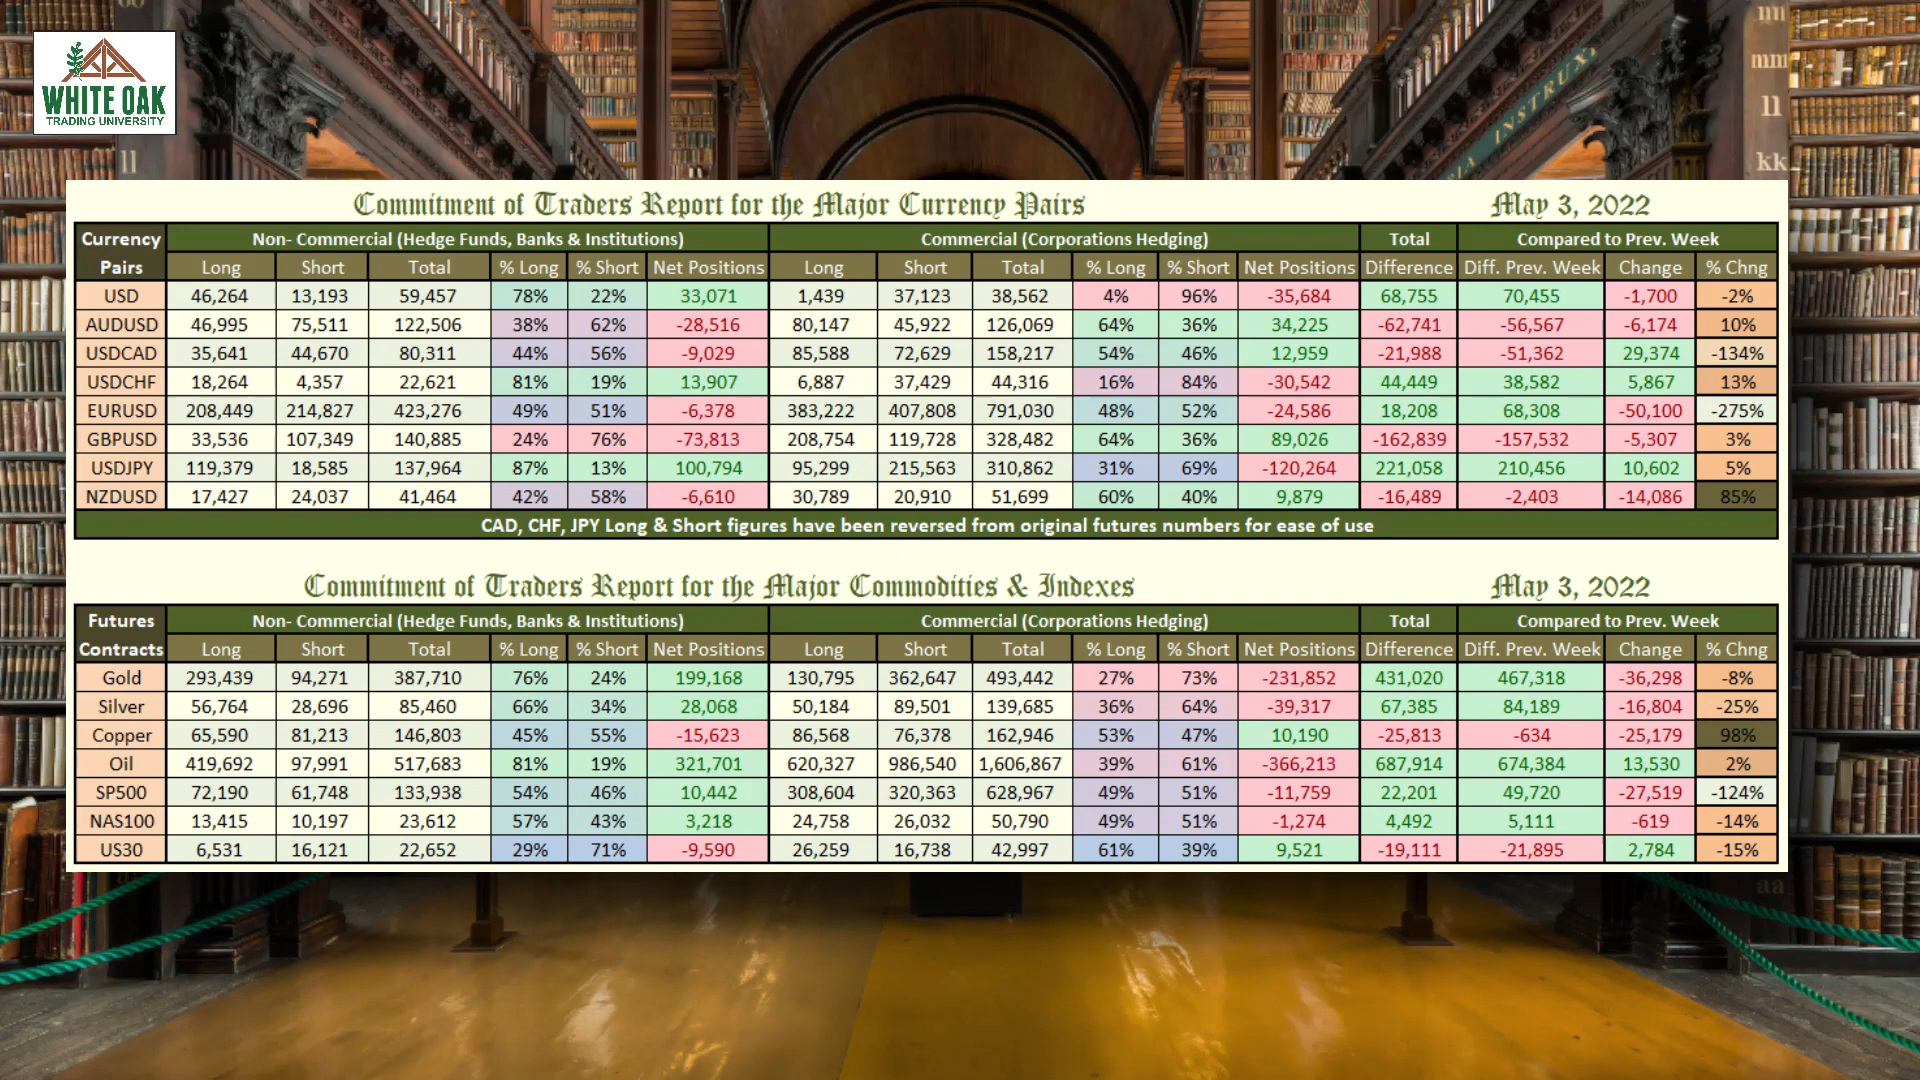 WHITE OAK
TRADING UNIVERSITY
ll
nn
mm
ll
kk
aa
INSTRUX
Commitment of Traders Report for the Major Currency Pairs May 3, 2022
Currency Non- Commercial (Hedge Funds, Banks & Institutions) Commercial (Corporations Hedging) Total Compared to Prev. Week
Pairs Long Short Total % Long % Short Net Positions Long Short Total % Long % Short Net Positions Difference Diff. Prev. Week Change % Chng
USD 46,264 13,193 59,457 78% 22% 33,071 1,439 37,123 38,562 4% 96% -35,684 68,755 70,455 -1,700 -2%
AUDUSD 46,995 75,511 122,506 38% 62% -28,516 80,147 45,922 126,069 64% 36% 34,225 -62,741 -56,567 -6,174 10%
USDCAD 35,641 44,670 80,311 44% 56% -9,029 85,588 72,629 158,217 54% 46% 12,959 -21,988 -51,362 29,374 -134%
USDCHF 18,264 4,357 22,621 81% 19% 13,907 6,887 37,429 44,316 16% 84% -30,542 44,449 38,582 5,867 13%
EURUSD 208,449 214,827 423,276 49% 51% -6,378 383,222 407,808 791,030 48% 52% -24,586 18,208 68,308 -50,100 -275%
GBPUSD 33,536 107,349 140,885 24% 76% -73,813 208,754 119,728 328,482 64% 36% 89,026 -162,839 -157,532 -5,307 3%
USDJPY 119,379 18,585 137,964 87% 13% 100,794 95,299 215,563 310,862 31% 69% -120,264 221,058 210,456 10,602 5%
NZDUSD 17,427 24,037 41,464 42% 58% -6,610 30,789 20,910 51,699 60% 40% 9,879 -16,489 -2,403 -14,086 85%
CAD, CHF, JPY Long & Short figures have been reversed from original futures numbers for ease of use
Commitment of Traders Report for the Major Commodities & Indexes May 3, 2022
Futures Non- Commercial (Hedge Funds, Banks & Institutions) Commercial (Corporations Hedging) Total Compared to Prev. Week
Contracts Long Short Total % Long % Short Net Positions Long Short Total % Long % Short Net Positions Difference Diff. Prev. Week Change % Chng
Gold 293,439 94,271 387,710 76% 24% 199,168 130,795 362,647 493,442 27% 73% -231,852 431,020 467,318 -36,298 -8%
Silver 56,764 28,696 85,460 66% 34% 28,068 50,184 89,501 139,685 36% 64% -39,317 67,385 84,189 -16,804 -25%
Copper 65,590 81,213 146,803 45% 55% -15,623 86,568 76,378 162,946 53% 47% 10,190 -25,813 -634 -25,179 98%
Oil 419,692 97,991 517,683 81% 19% 321,701 620,327 986,540 1,606,867 39% 61% -366,213 687,914 674,384 13,530 2%
SP500 72,190 61,748 133,938 54% 46% 10,442 308,604 320,363 628,967 49% 51% -11,759 22,201 49,720 -27,519 -124%
NAS100 13,415 10,197 23,612 57% 43% 3,218 24,758 26,032 50,790 49% 51% -1,274 4,492 5,111 -619 -14%
US30 6,531 16,121 22,652 29% 71% -9,590 26,259 16,738 42,997 61% 39% 9,521 -19,111 -21,895 2,784 -15%